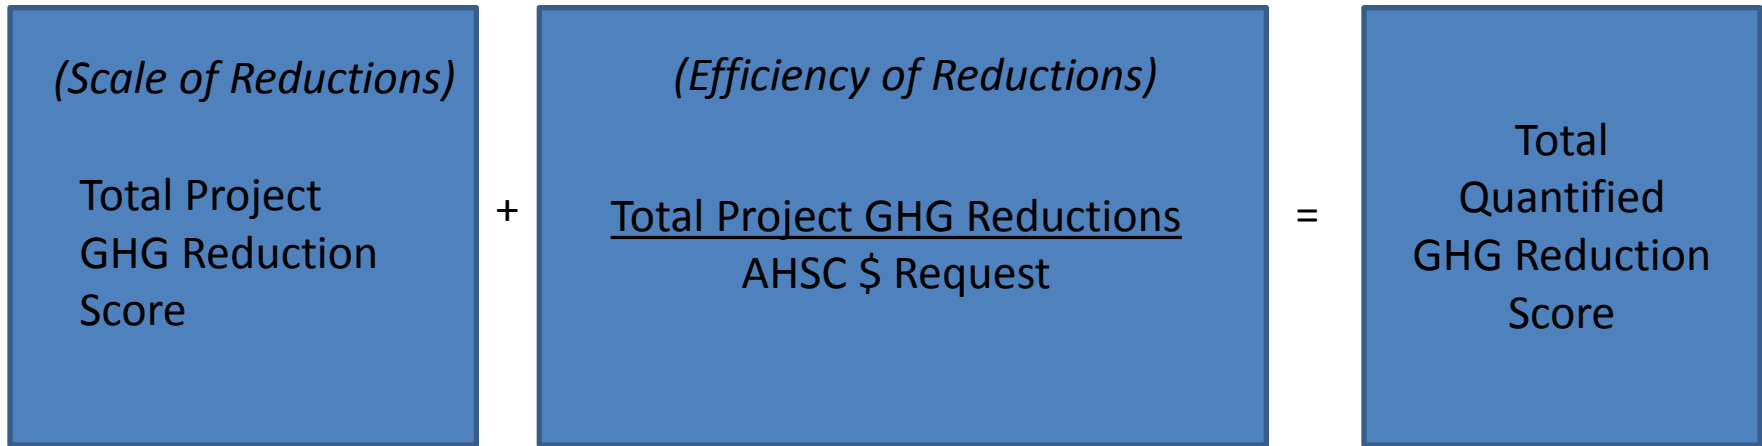 (Scale of Reductions)
Total Project
GHG Reduction
Score
+
(Efficiency of Reductions)
Total Project GHG Reductions
AHSC $ Request
=
Total
Quantified
GHG Reduction
Score